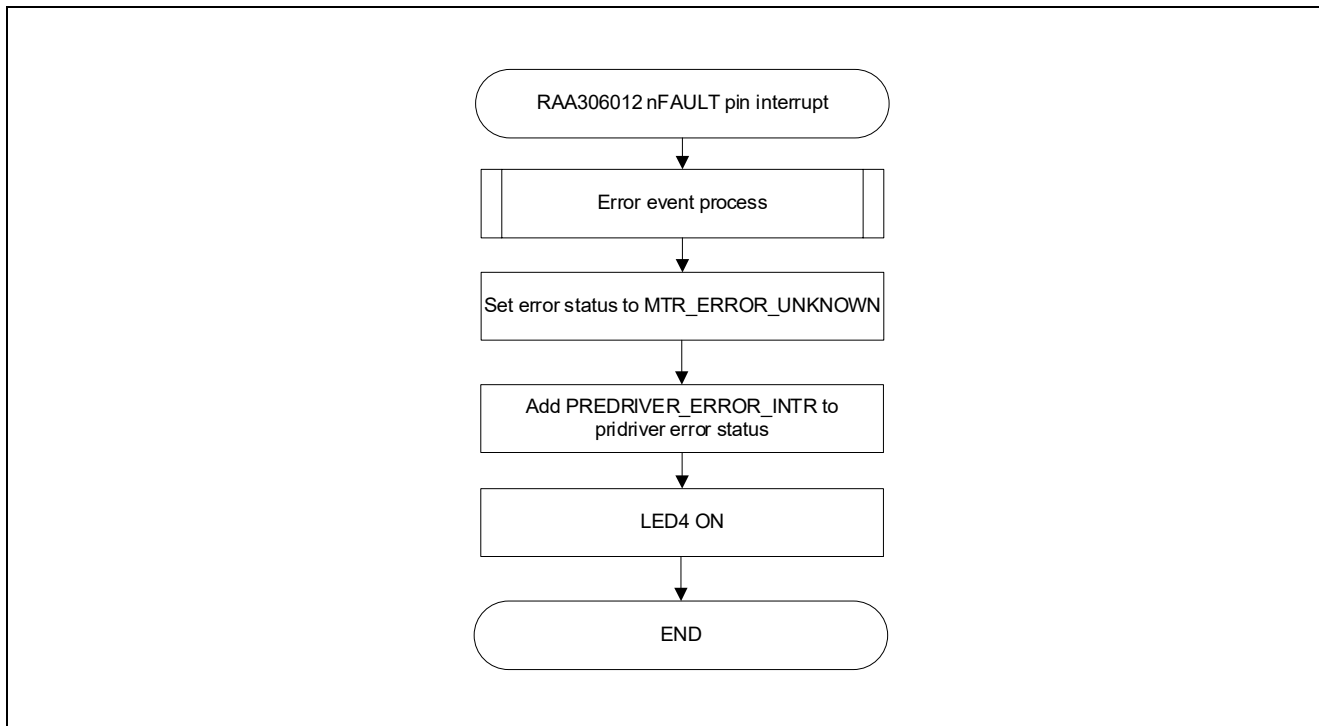 RAA306012 nFAULT pin interrupt
Error event process
Set error status to MTR_ERROR_UNKNOWN
Add PREDRIVER_ERROR_INTR to
pridriver error status
LED4 ON
END